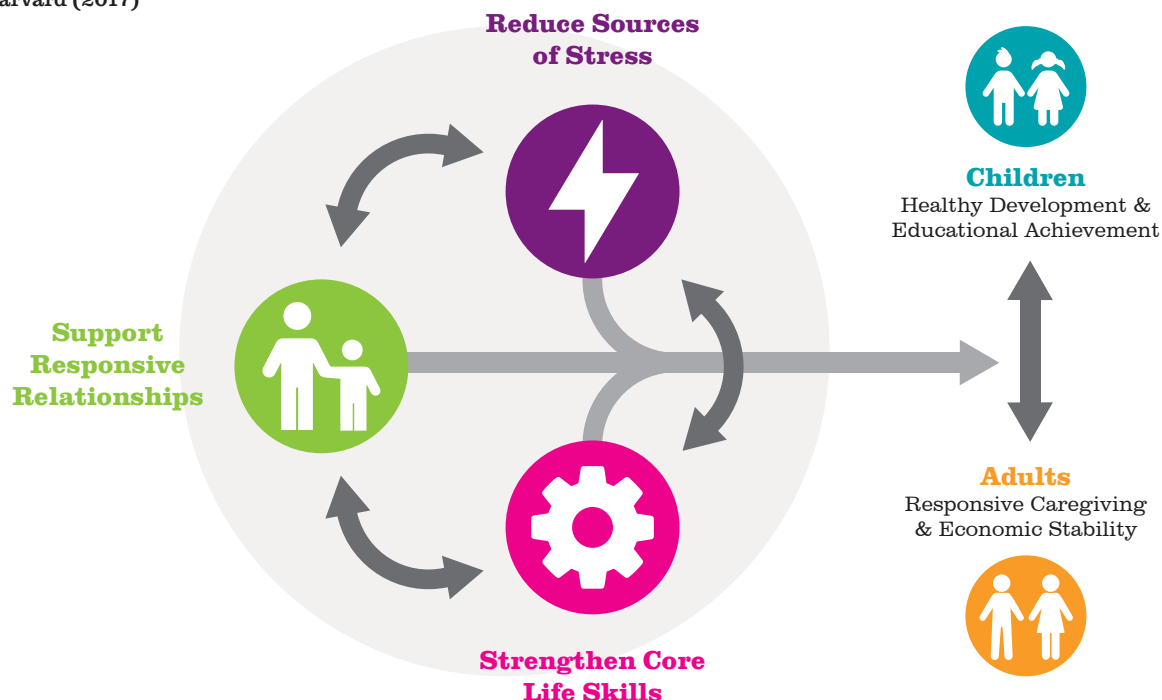 (2017)
Reduce Sources
of Stress
Children
Healthy Development &
Educational Achievement
Support
Responsive
Relationships
Adults
Responsive Caregiving
& Economic Stability
Strengthen Core
Life Skills